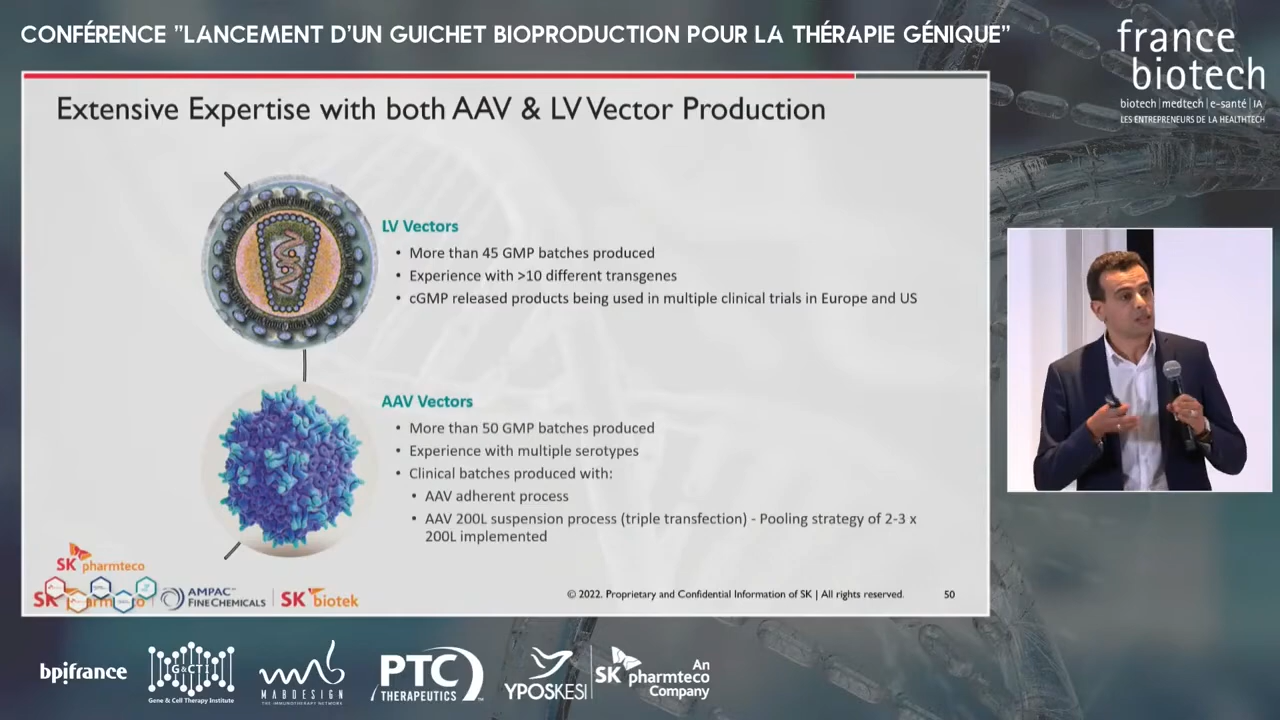 CONFÉRENCE "LANCEMENT D'UN GUICHET BIOPRODUCTION POUR LA THÉRAPIE GÉNIQUE"
france
biotech
biotech | medtech | e-santé | IA
LES ENTREPRENEURS DE LA HEALTHTECH
Extensive Expertise with both AAV & LV Vector Production
LV Vectors
• More than 45 GMP batches produced
• Experience with >10 different transgenes
• cGMP released products being used in multiple clinical trials in Europe and US
AAV Vectors
• More than 50 GMP batches produced
• Experience with multiple serotypes
• Clinical batches produced with:
• AAV adherent process
• AAV 200L suspension process (triple transfection) - Pooling strategy of 2-3 x
200L implemented
SK pharmteco
SK
AMPAC
FINE CHEMICALS
SK biotek
© 2022. Proprietary and Confidential Information of SK | All rights reserved.
50
bpifrance
G&CTI
Gene & Cell Therapy Institute
MABDESIGN
THE IMMUNOTHERAPY NETWORK
PTC
THERAPEUTICS
YPOSKESI
SK pharmteco
An
Company